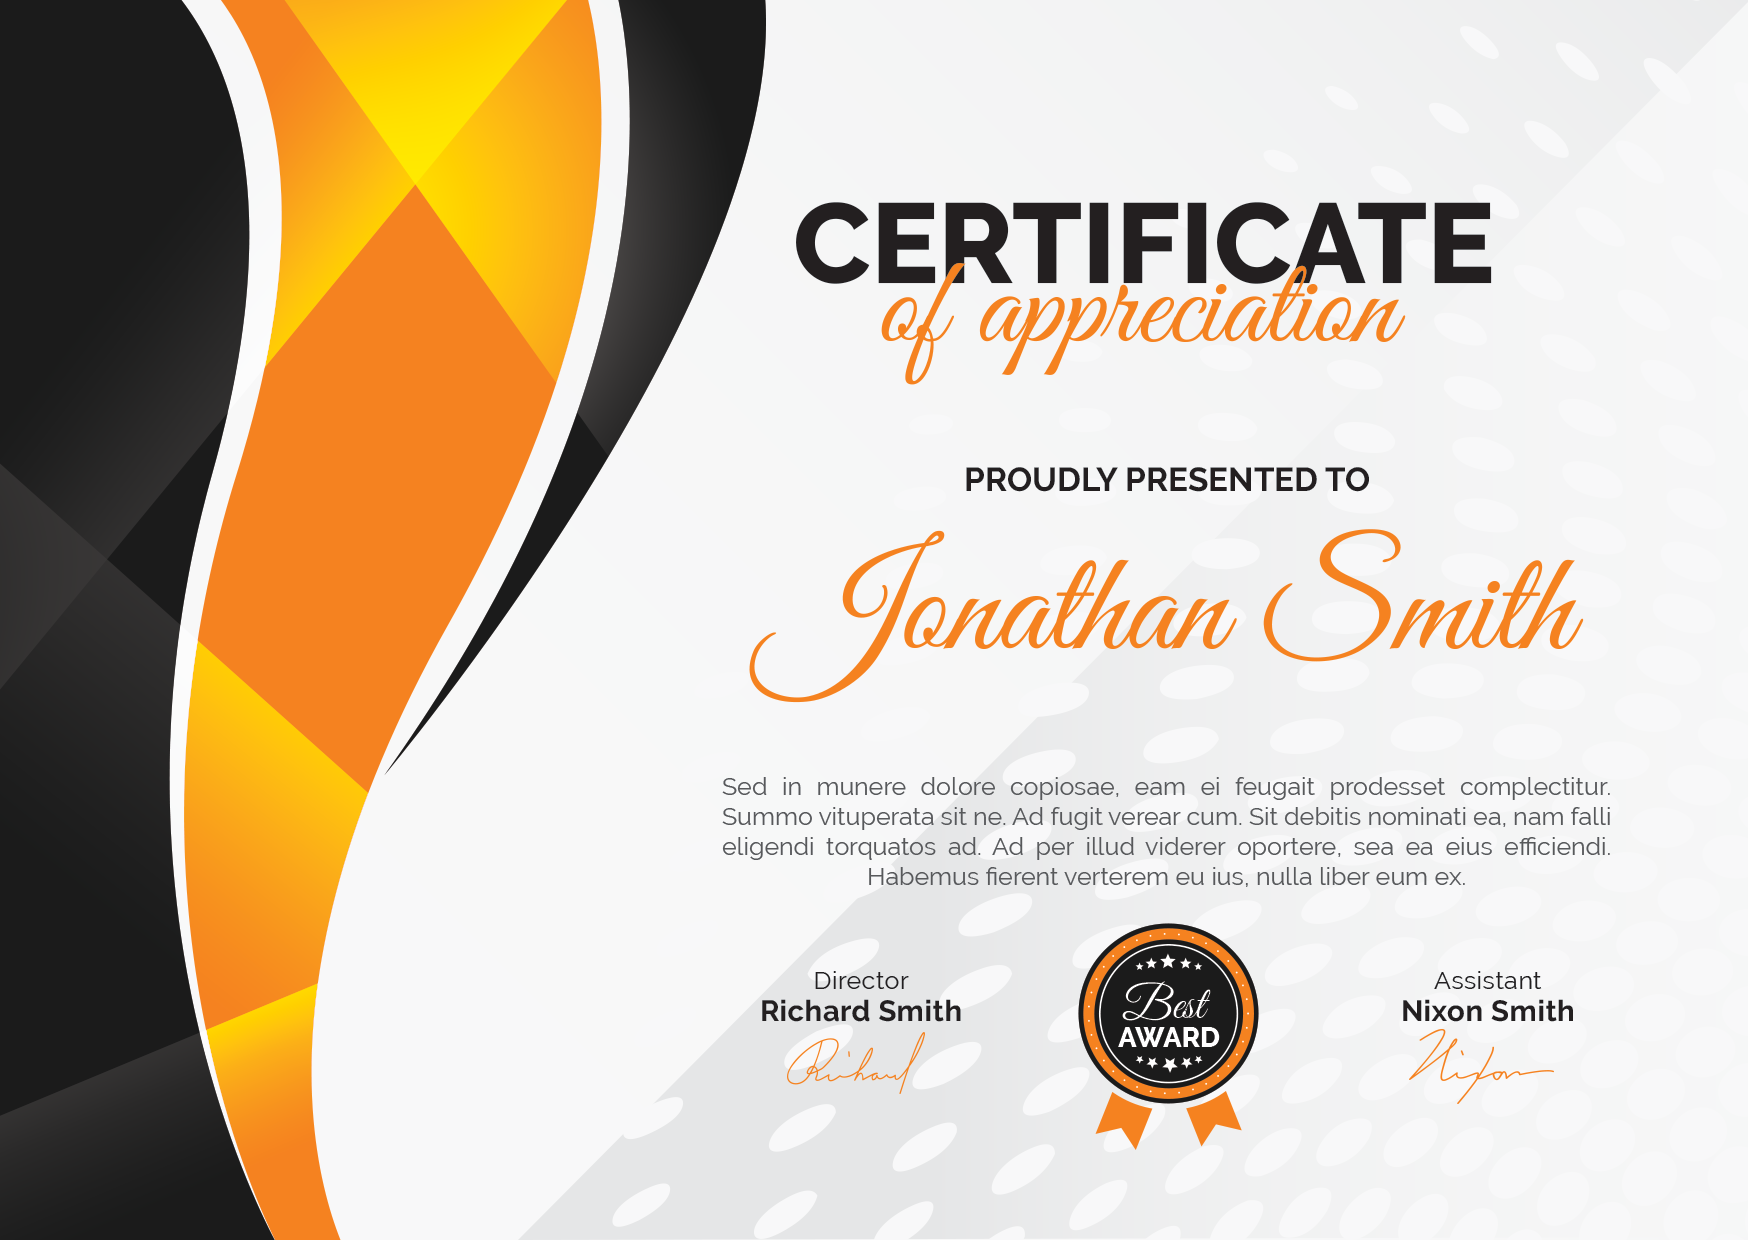 CERTIFICATE
of appreciation
PROUDLY PRESENTED TO
Jonathan Smith
Sed in munere dolore copiosae, eam ei feugait prodesset complectitur.
Summo vituperata sit ne. Ad fugit verear cum. Sit debitis nominati ea, nam falli
eligendi torquatos ad. Ad per illud viderer oportere, sea ea eius efficiendi.
Habemus fierent verterem eu ius, nulla liber eum ex.
Director
Richard Smith
Richard
Best
AWARD
Assistant
Nixon Smith
Nixon